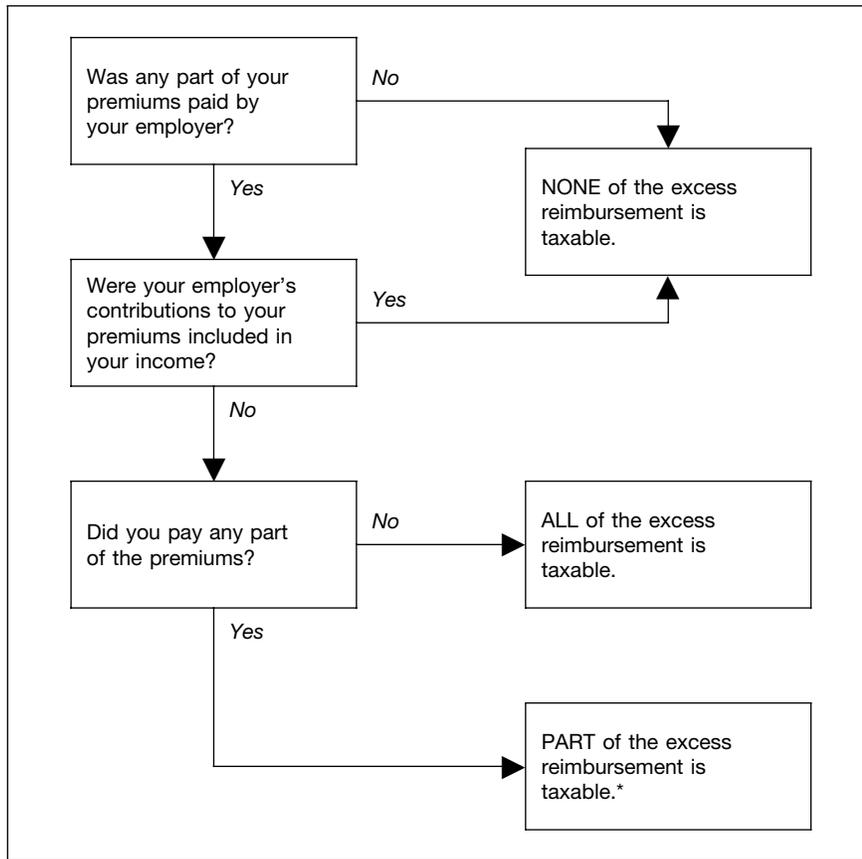 Was any part of your
premiums paid by
your employer?
No
Yes
NONE of the excess
reimbursement is
taxable.
Were your employer’s
contributions to your
premiums included in
your income?
Yes
No
Did you pay any part
of the premiums?
No
ALL of the excess
reimbursement is
taxable.
Yes
PART of the excess
reimbursement is
taxable.*